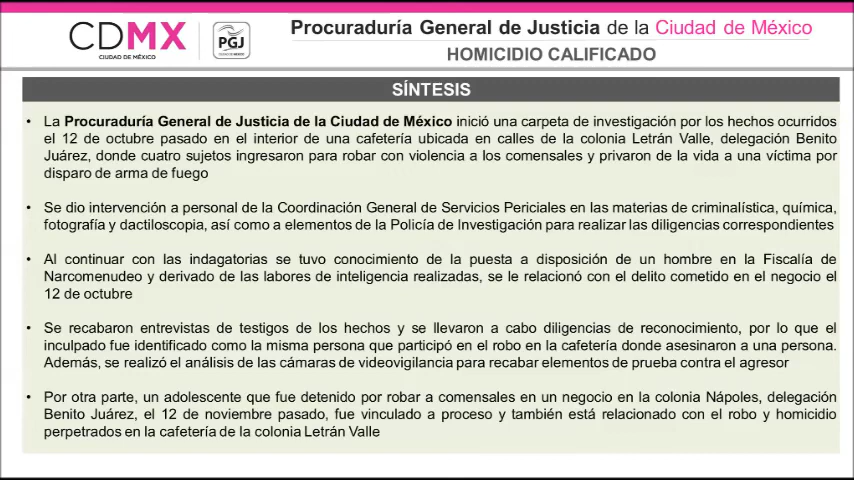 CDMX
CIUDAD DE MÉXICO
PGJ
Procuraduría General de Justicia de la Ciudad de México
HOMICIDIO CALIFICADO
SÍNTESIS
• La Procuraduría General de Justicia de la Ciudad de México inició una carpeta de investigación por los hechos ocurridos
el 12 de octubre pasado en el interior de una cafetería ubicada en calles de la colonia Letrán Valle, delegación Benito
Juárez, donde cuatro sujetos ingresaron para robar con violencia a los comensales y privaron de la vida a una víctima por
disparo de arma de fuego
• Se dio intervención a personal de la Coordinación General de Servicios Periciales en las materias de criminalística, química,
fotografía y dactiloscopia, así como a elementos de la Policía de Investigación para realizar las diligencias correspondientes
• Al continuar con las indagatorias se tuvo conocimiento de la puesta a disposición de un hombre en la Fiscalía de
Narcomenudeo y derivado de las labores de inteligencia realizadas, se le relacionó con el delito cometido en el negocio el
12 de octubre
• Se recabaron entrevistas de testigos de los hechos y se llevaron a cabo diligencias de reconocimiento, por lo que el
inculpado fue identificado como la misma persona que participó en el robo en la cafetería donde asesinaron a una persona.
Además, se realizó el análisis de las cámaras de videovigilancia para recabar elementos de prueba contra el agresor
• Por otra parte, un adolescente que fue detenido por robar a comensales en un negocio en la colonia Nápoles, delegación
Benito Juárez, el 12 de noviembre pasado, fue vinculado a proceso y también está relacionado con el robo y homicidio
perpetrados en la cafetería de la colonia Letrán Valle